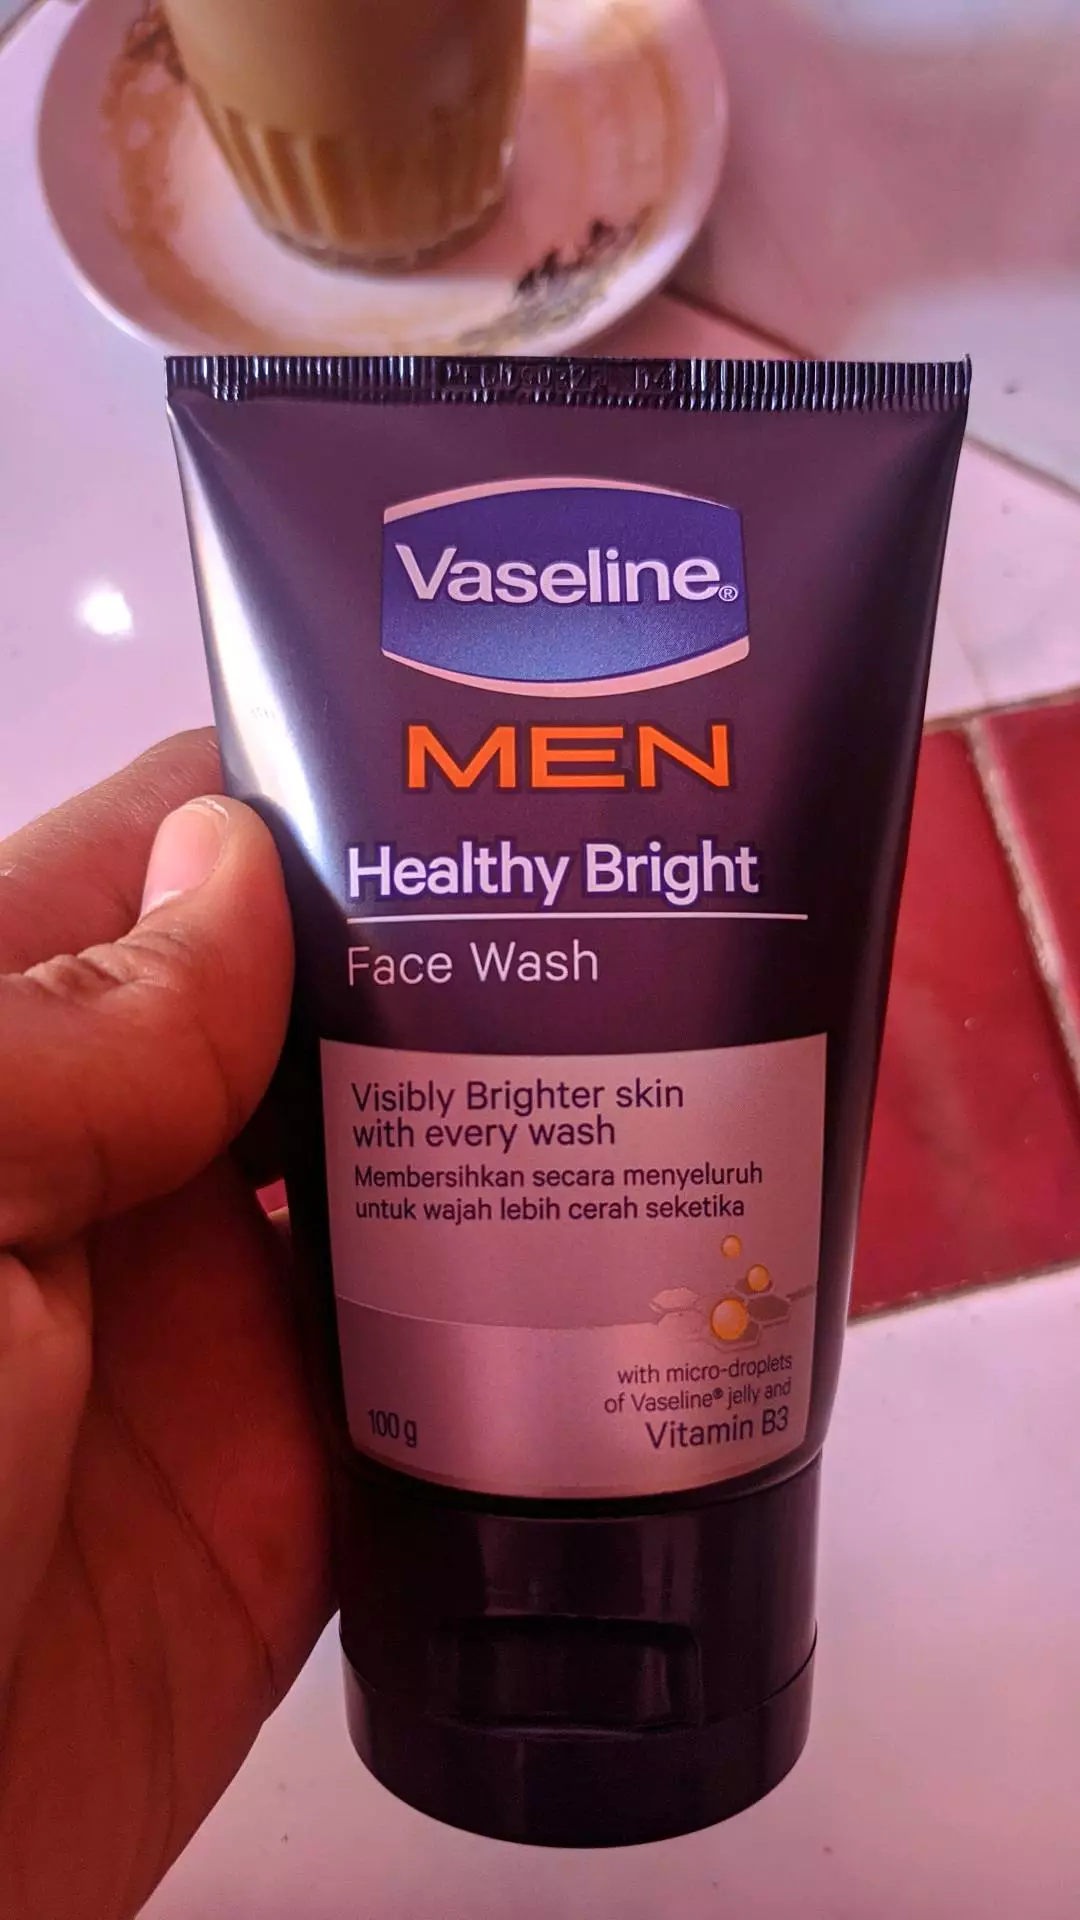 Vaseline®
MEN
Healthy Bright
Face Wash
Visibly Brighter skin
with every wash
Membersihkan secara menyeluruh
untuk wajah lebih cerah seketika
with micro-droplets
of Vaseline® jelly and
Vitamin B3
100 g